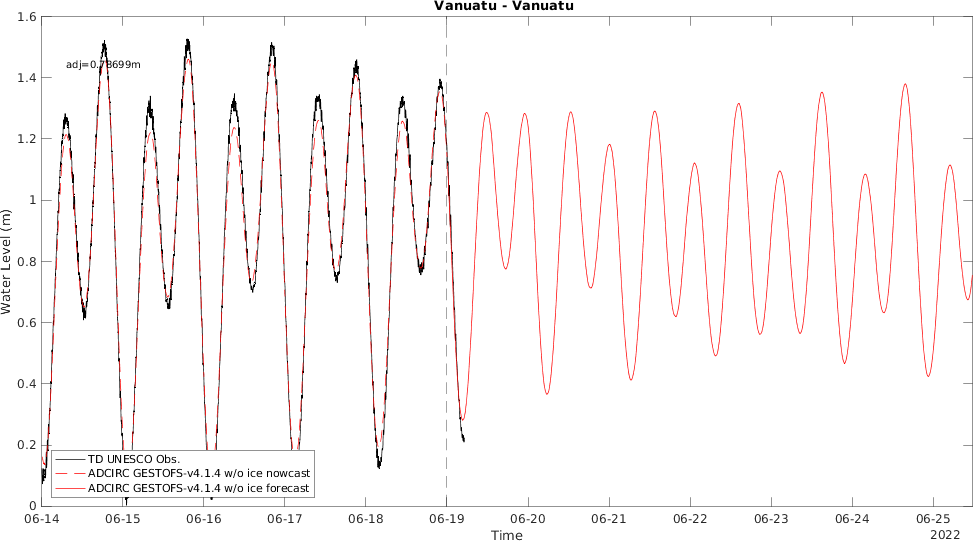 Vanuatu - Vanuatu
1.6
1.4
1.2
1
0.8
0.6
0.4
0.2
0
Water Level (m)
adj=0.78699m
TD UNESCO Obs.
ADCIRC GESTOFS-v4.1.4 w/o ice nowcast
ADCIRC GESTOFS-v4.1.4 w/o ice forecast
06-14 06-15 06-16 06-17 06-18 06-19 06-20 06-21 06-22 06-23 06-24 06-25
2022
Time